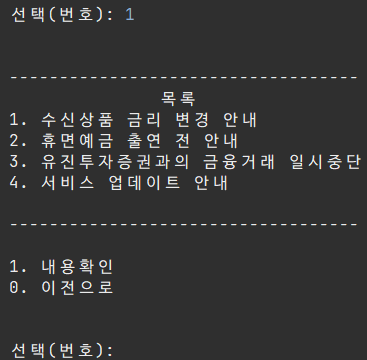 선택(번호): 1
-----------------------------------
목록
1. 수신상품 금리 변경 안내
2. 휴면예금 출연 전 안내
3. 유진투자증권과의 금융거래 일시중단
4. 서비스 업데이트 안내
-----------------------------------
1. 내용확인
0. 이전으로
선택(번호):